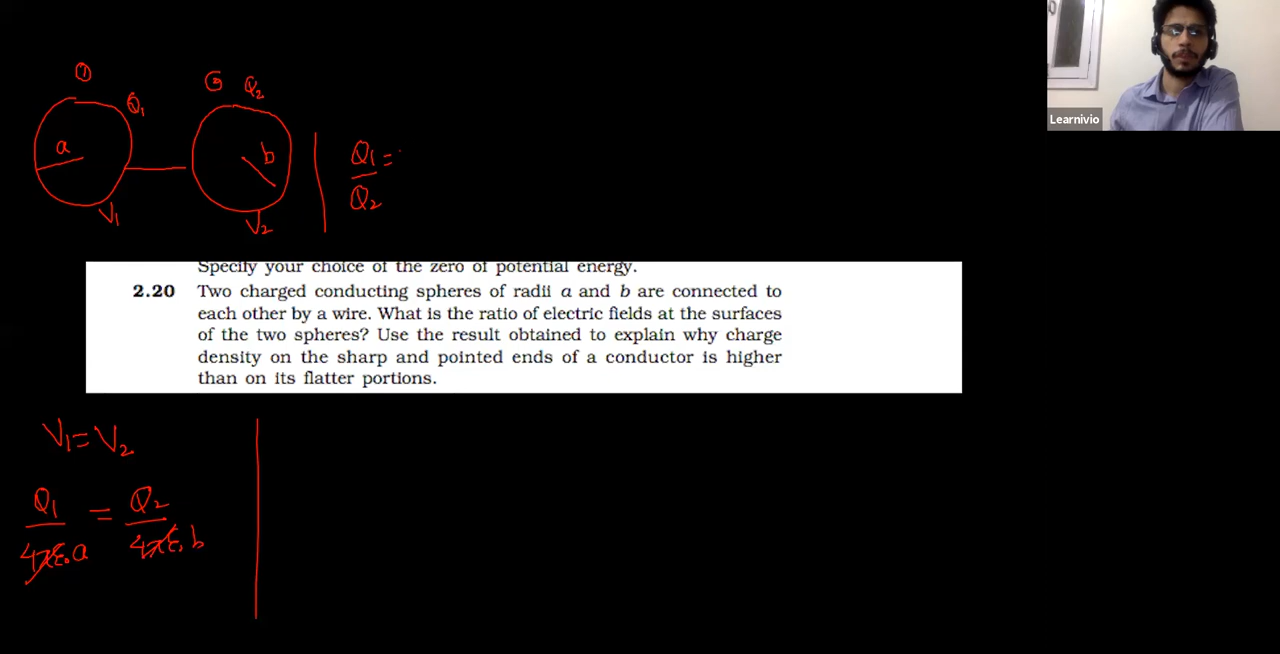 ① ② Q₂
Q₁
a b
V₁ V₂
Q₁ =
Q₂
Learnivio
Specify your choice of the zero of potential energy.
2.20 Two charged conducting spheres of radii a and b are connected to
each other by a wire. What is the ratio of electric fields at the surfaces
of the two spheres? Use the result obtained to explain why charge
density on the sharp and pointed ends of a conductor is higher
than on its flatter portions.
V₁ = V₂
Q₁ = Q₂
4πε₀a 4πε₀b